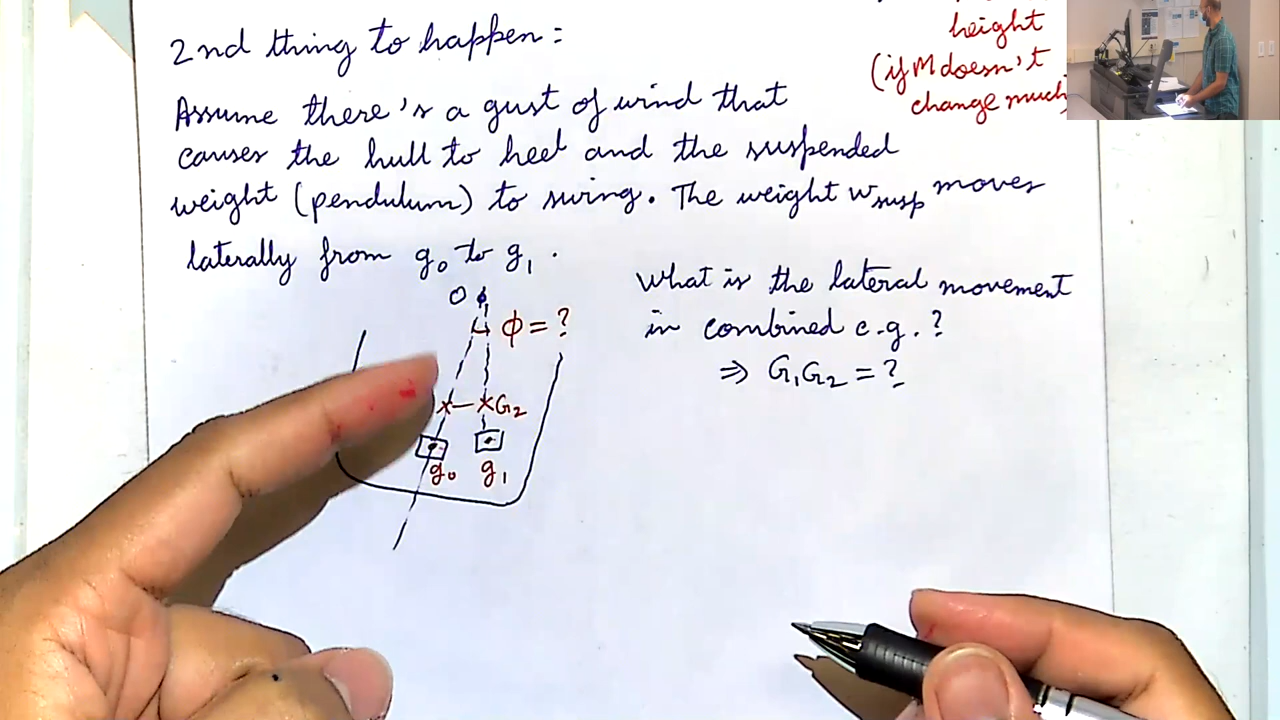 2nd thing to happen:
height
(if M doesn't
change much
Assume there's a gust of wind that
causes the hull to heel and the suspended
weight (pendulum) to swing. The weight Wsusp moves
laterally from g₀ to g₁.
What is the lateral movement
in combined c.g.?
⇒ G₁G₂ = ?
O
ϕ = ?
G₂
g₀ g₁